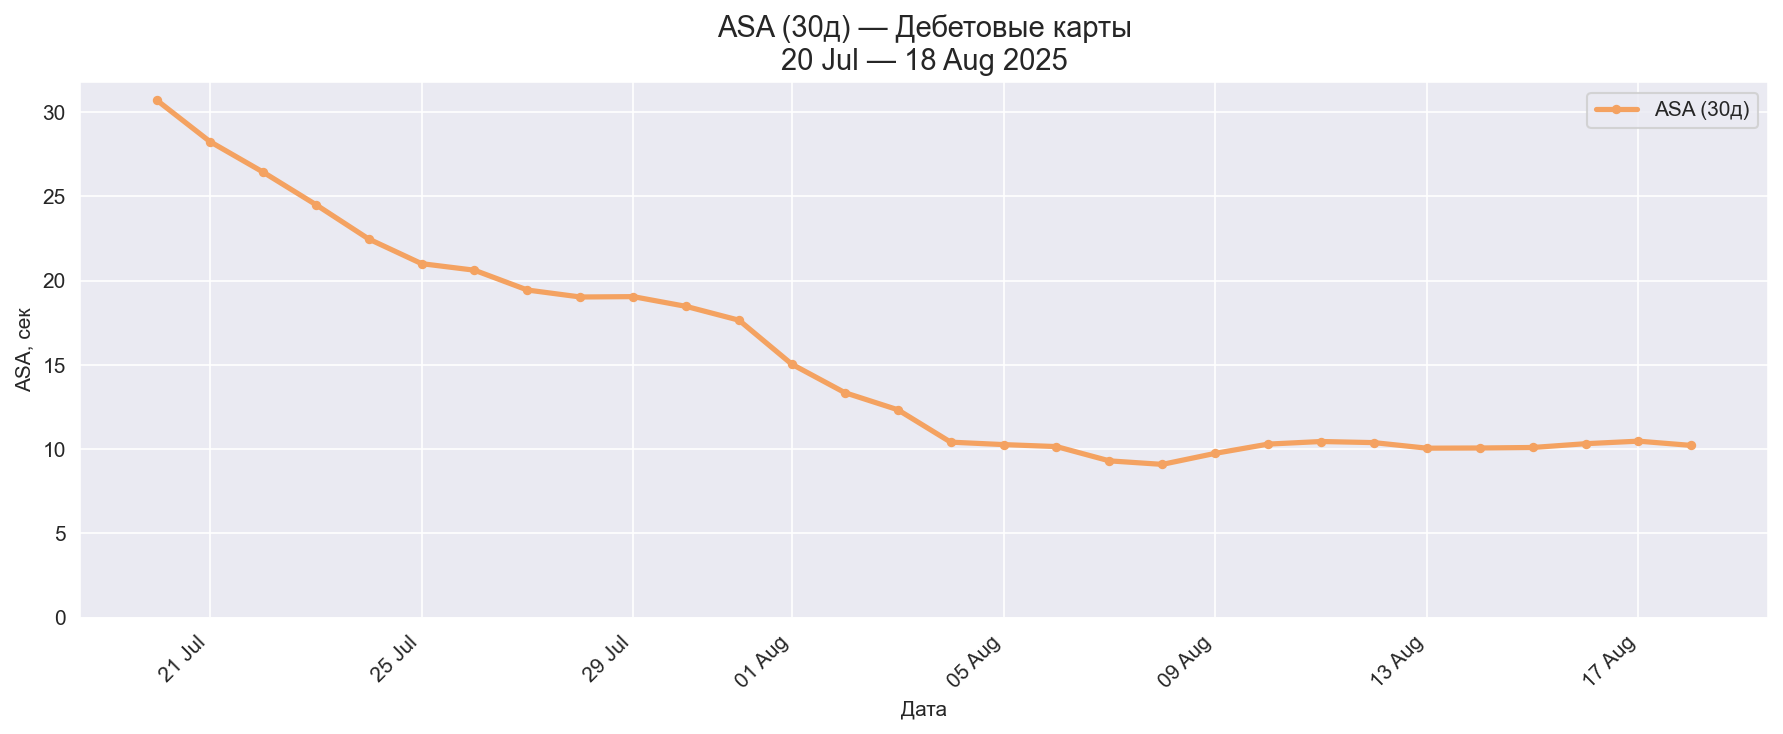 ASA (30д) — Дебетовые карты
20 Jul — 18 Aug 2025
ASA (30д)
30
25
20
15
10
5
0
ASA, сек
21 Jul
25 Jul
29 Jul
01 Aug
05 Aug
09 Aug
13 Aug
17 Aug
Дата